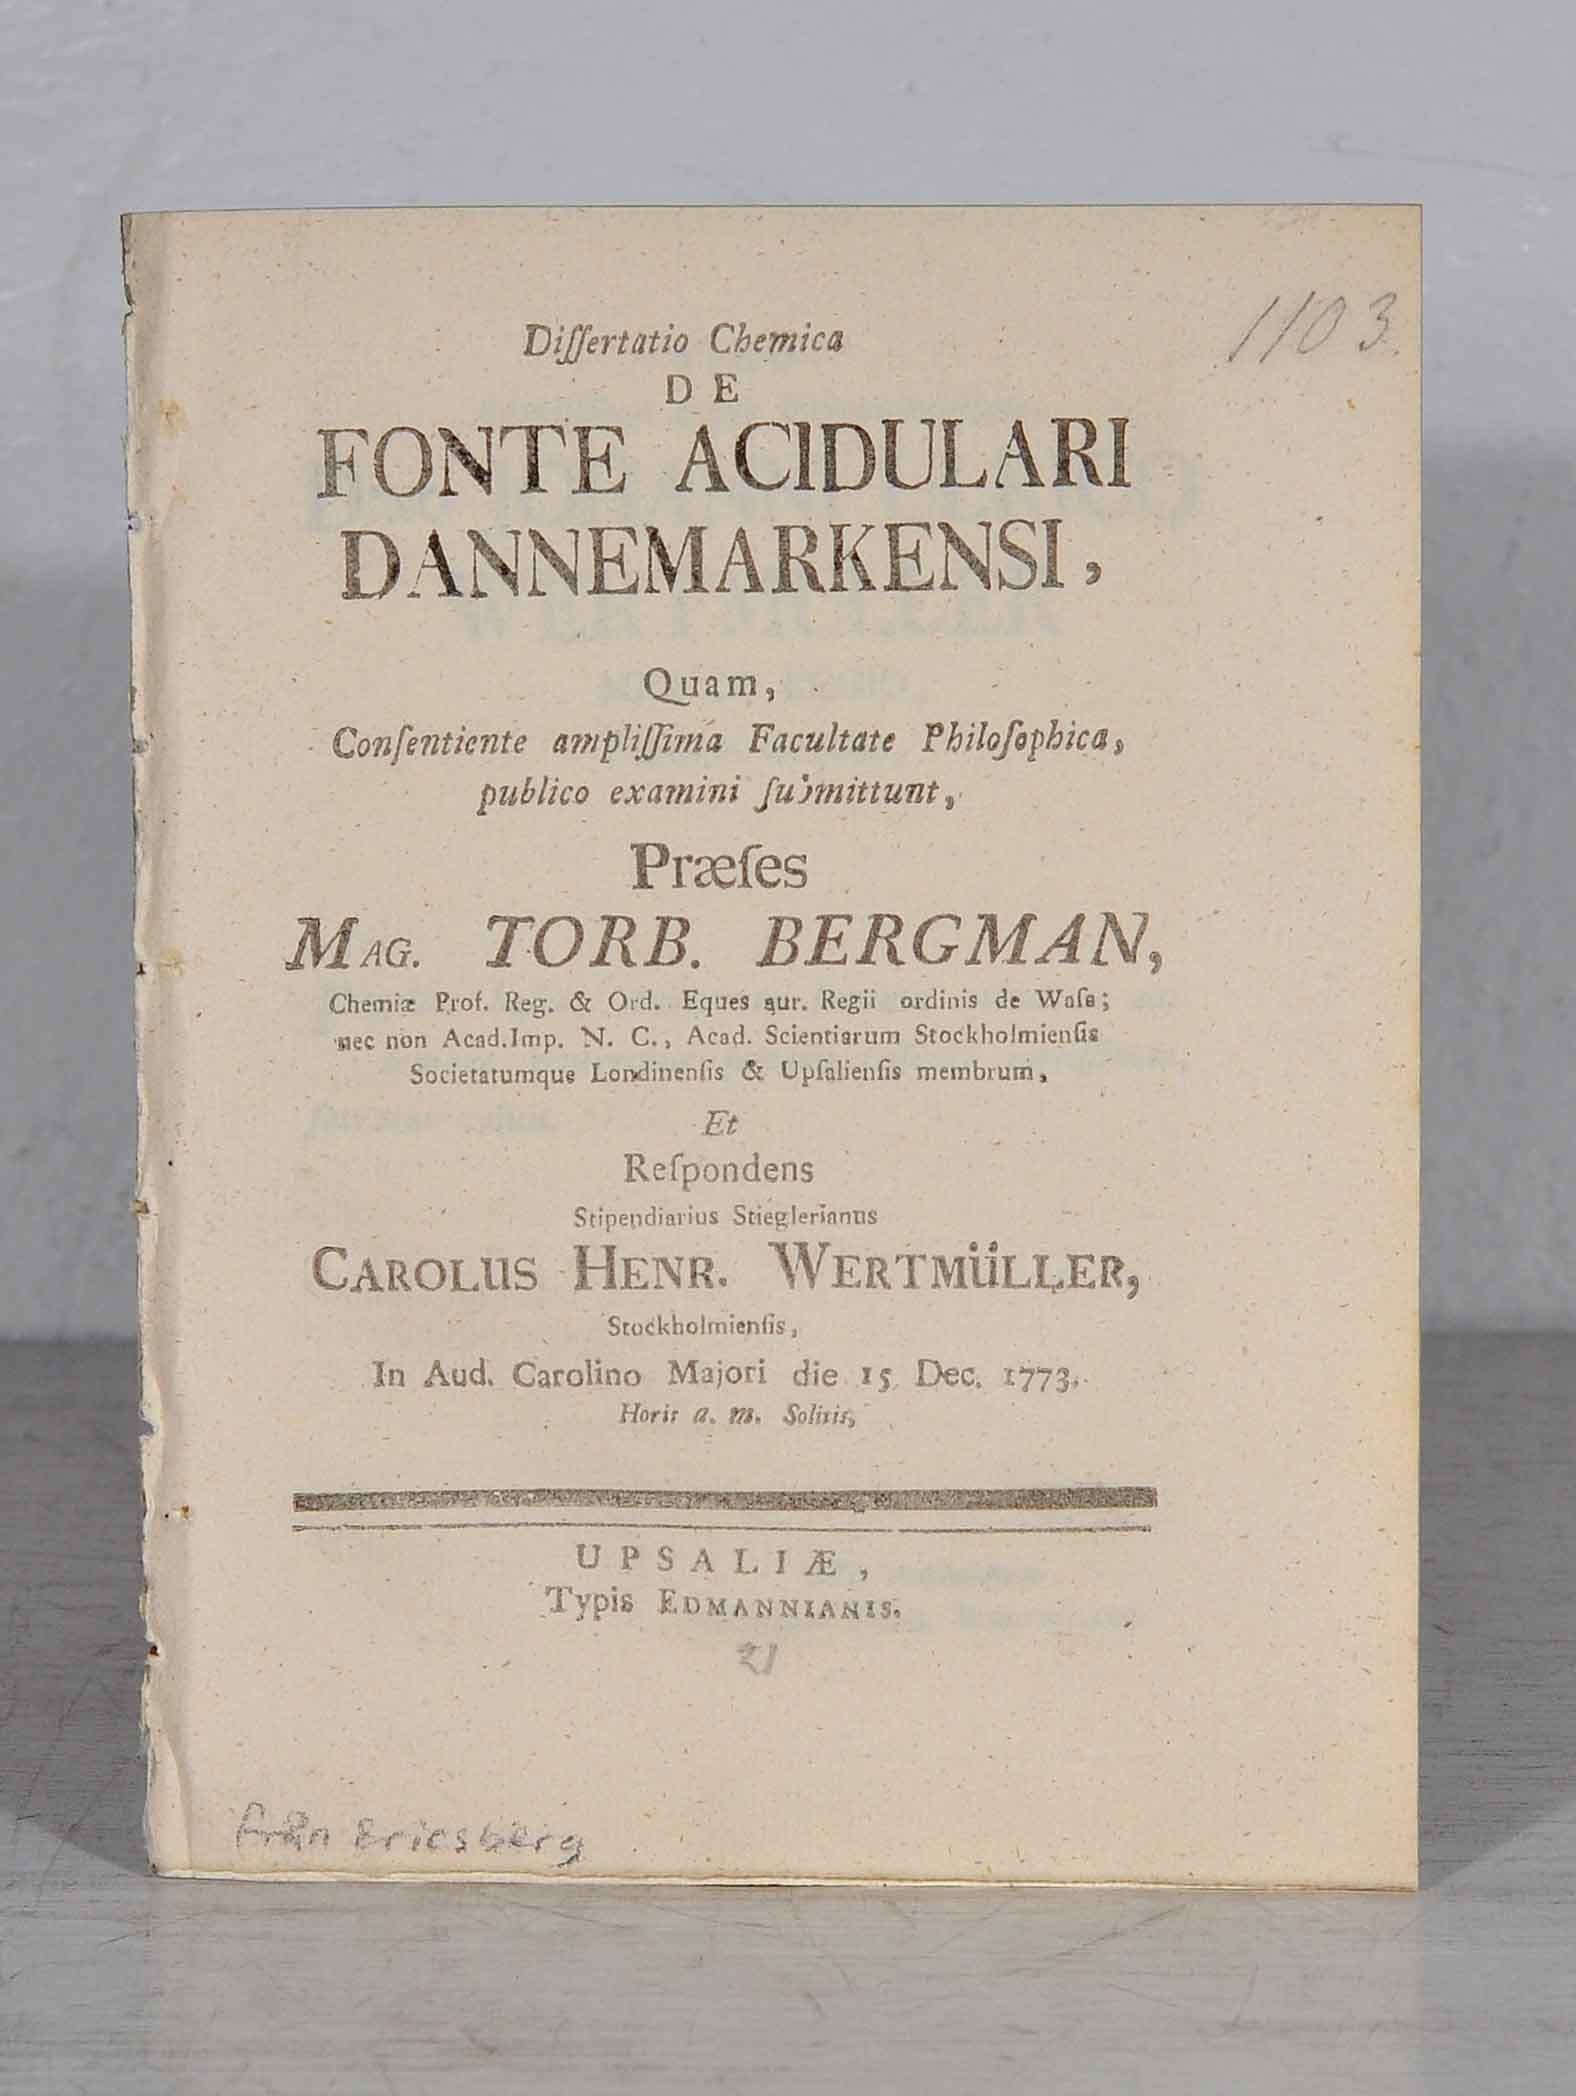 1103
Diſſertatio Chemica
DE
FONTE ACIDULARI
DANNEMARKENSI,
Quam,
Conſentiente ampliſſima Facultate Philoſophica,
publico examini ſubmittunt,
Præſes
MAG. TORB. BERGMAN,
Chemiæ Prof. Reg. & Ord. Eques aur. Regii ordinis de Waſa;
nec non Acad. Imp. N. C., Acad. Scientiarum Stockholmienſis
Societatumque Londinenſis & Upſalienſis membrum,
Et
Reſpondens
Stipendiarius Stieglerianus
CAROLUS HENR. WERTMÜLLER,
Stockholmienſis,
In Aud. Carolino Majori die 15 Dec. 1773.
Horis a. m. Solitis,
UPSALIÆ,
Typis EDMANNIANIS.
21
från Ericsberg